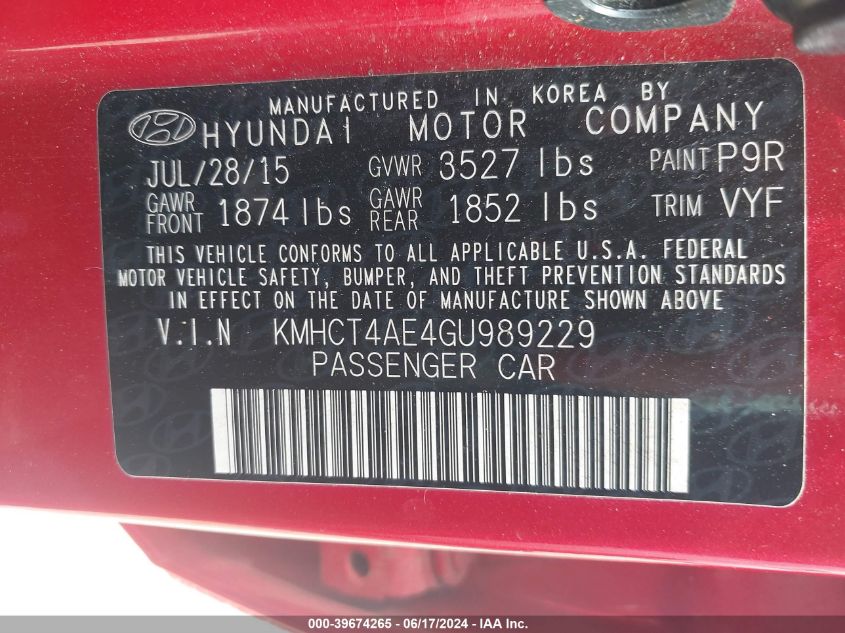 MANUFACTURED IN KOREA BY
HYUNDAI MOTOR COMPANY
JUL/28/15 GVWR 3527 lbs PAINT P9R
GAWR FRONT 1874 lbs GAWR REAR 1852 lbs TRIM VYF
THIS VEHICLE CONFORMS TO ALL APPLICABLE U.S.A. FEDERAL
MOTOR VEHICLE SAFETY, BUMPER, AND THEFT PREVENTION STANDARDS
IN EFFECT ON THE DATE OF MANUFACTURE SHOWN ABOVE
V.I.N KMHCT4AE4GU989229
PASSENGER CAR
000-39674265 - 06/17/2024 - IAA Inc.